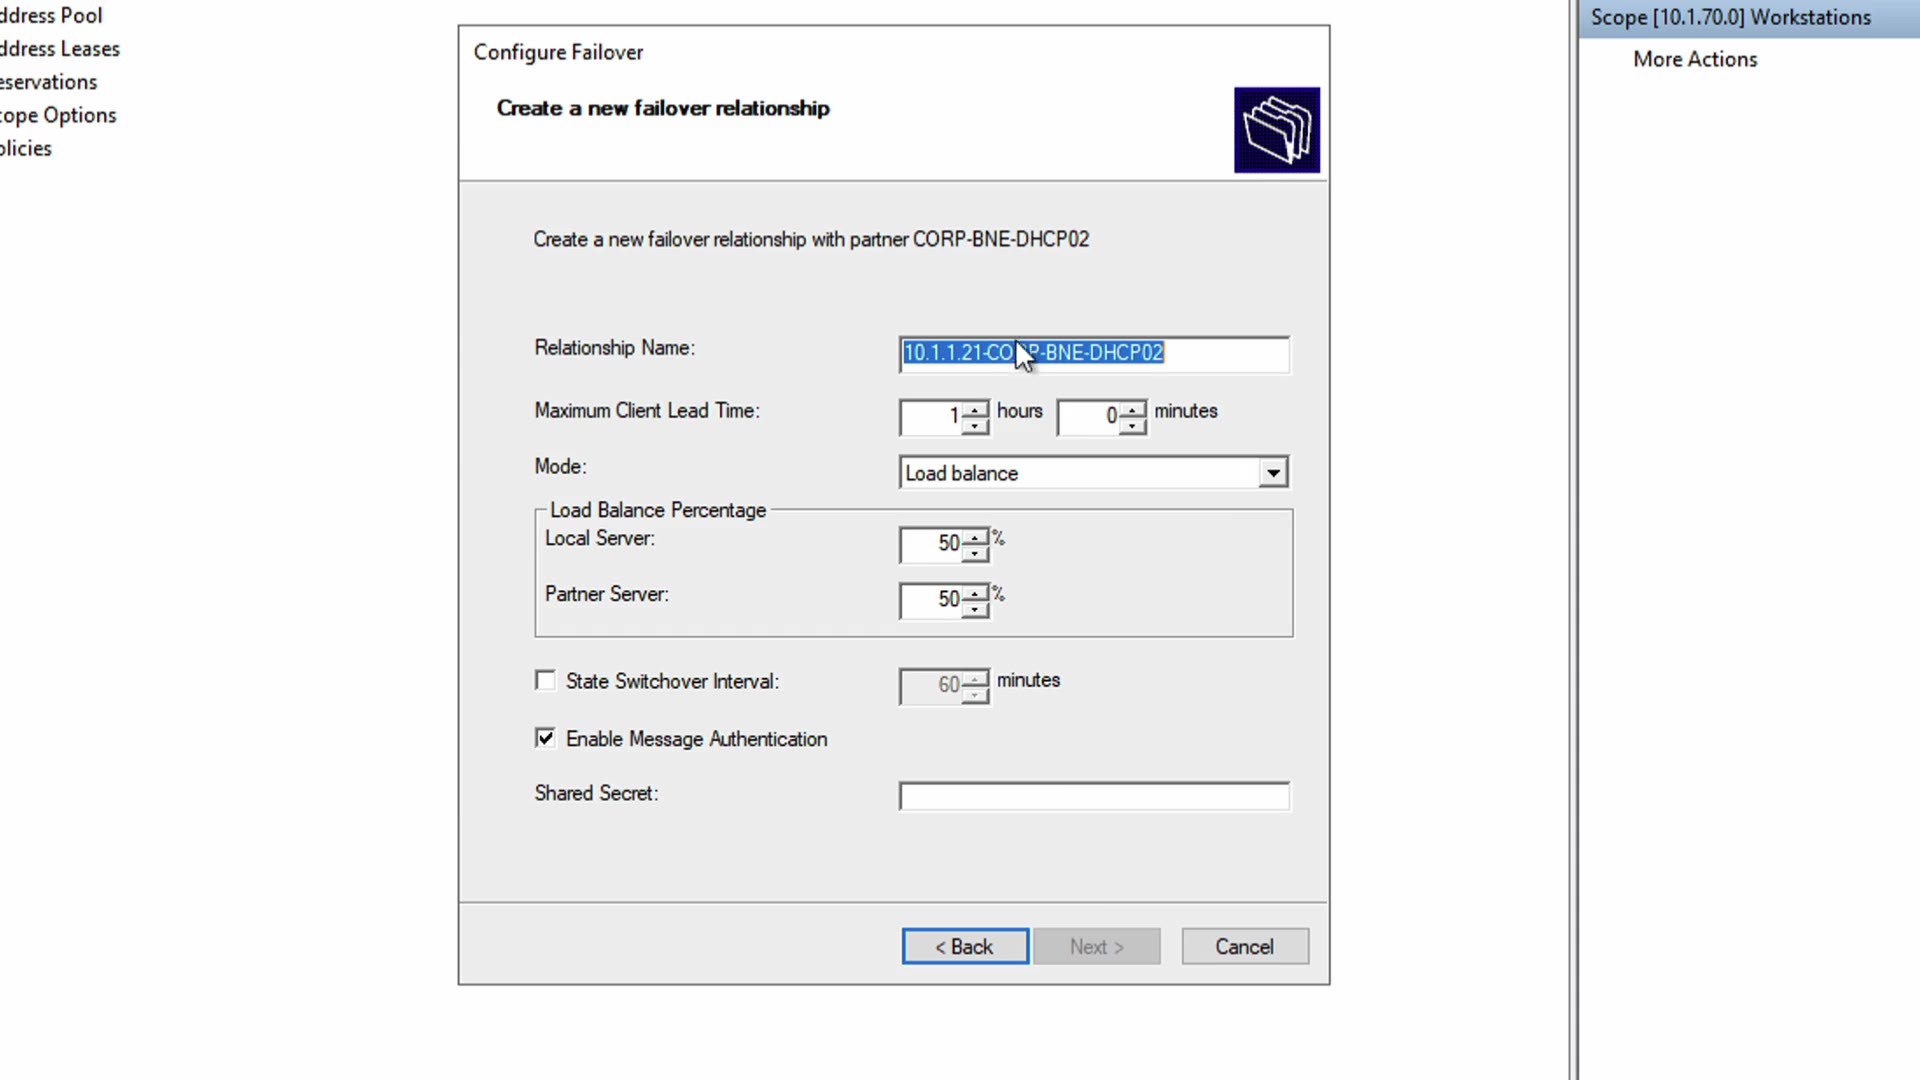 ddress Pool
ddress Leases
eservations
cope Options
olicies
Configure Failover
Create a new failover relationship
Create a new failover relationship with partner CORP-BNE-DHCP02
Relationship Name: 10.1.1.21-CORP-BNE-DHCP02
Maximum Client Lead Time: 1 hours 0 minutes
Mode: Load balance
Load Balance Percentage
Local Server: 50 %
Partner Server: 50 %
State Switchover Interval: 60 minutes
Enable Message Authentication
Shared Secret:
< Back Next > Cancel
Scope [10.1.70.0] Workstations
More Actions